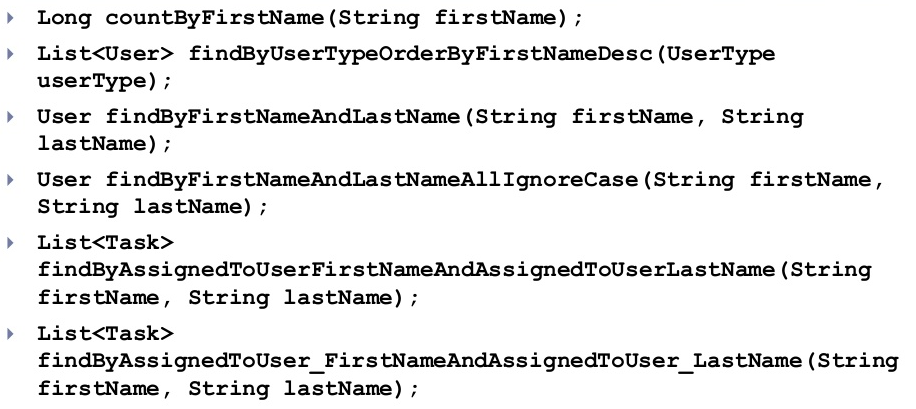 Long countByFirstName(String firstName);
List<User> findByUserTypeOrderByFirstNameDesc(UserType
userType);
User findByFirstNameAndLastName(String firstName, String
lastName);
User findByFirstNameAndLastNameAllIgnoreCase(String firstName,
String lastName);
List<Task>
findByAssignedToUserFirstNameAndAssignedToUserLastName(String
firstName, String lastName);
List<Task>
findByAssignedToUser_FirstNameAndAssignedToUser_LastName(String
firstName, String lastName);